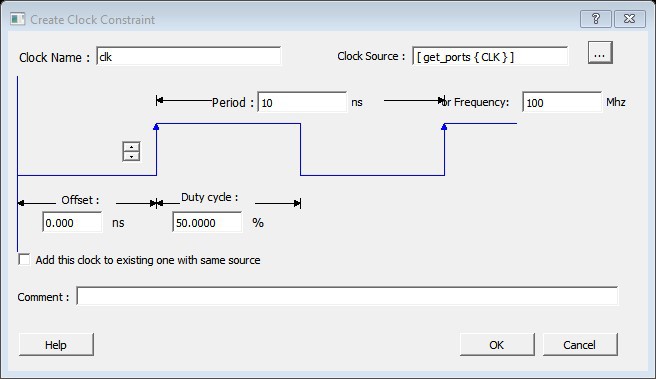 Create Clock Constraint
Clock Name : clk Clock Source : [ get_ports { CLK } ] ...
Period : 10 ns or Frequency: 100 Mhz
Offset : Duty cycle :
0.000 ns 50.0000 %
Add this clock to existing one with same source
Comment :
Help OK Cancel